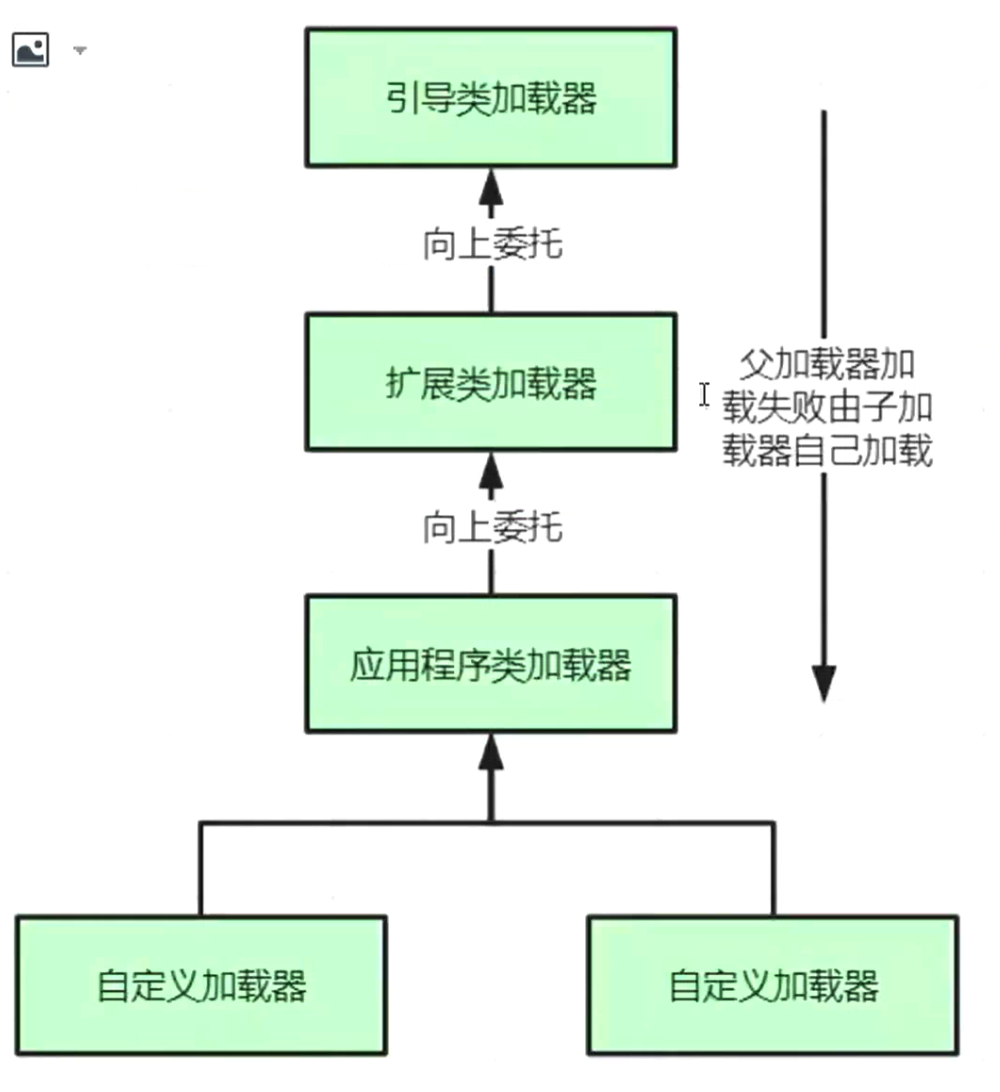 引导类加载器
向上委托
扩展类加载器
父加载器加
载失败由子加
载器自己加载
向上委托
应用程序类加载器
自定义加载器
自定义加载器